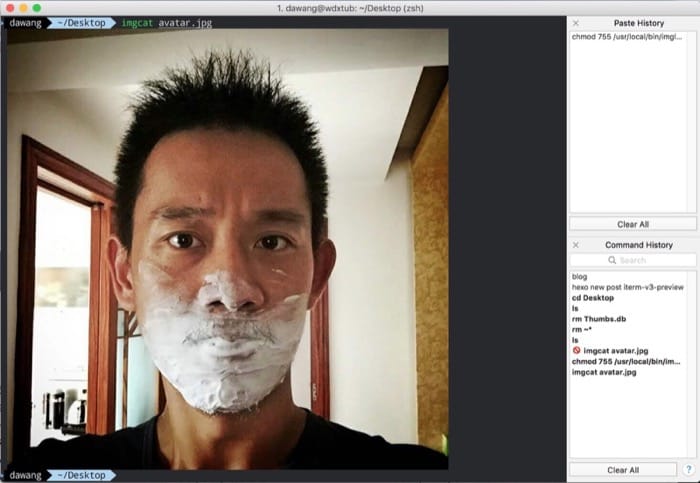 1. dawang@wdxtub: ~/Desktop (zsh)
dawang ~/Desktop imgcat avatar.jpg
dawang ~/Desktop
Paste History
chmod 755 /usr/local/bin/imgl...
Clear All
Command History
Search
blog
hexo new post iterm-v3-preview
cd Desktop
ls
rm Thumbs.db
rm ~*
ls
imgcat avatar.jpg
chmod 755 /usr/local/bin/im...
imgcat avatar.jpg
Clear All
?